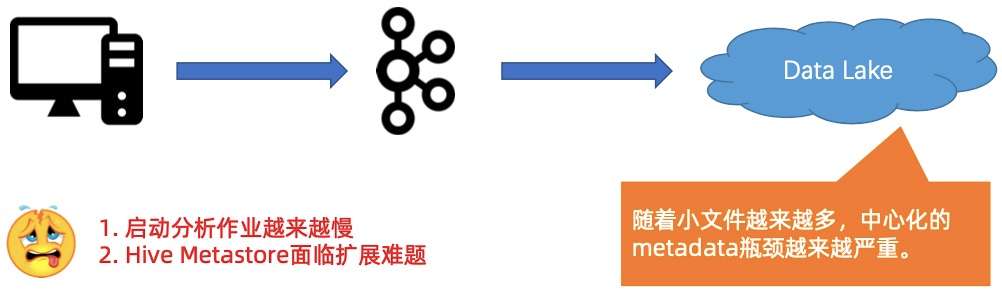 Data Lake
1. 启动分析作业越来越慢
2. Hive Metastore面临扩展难题
随着小文件越来越多，中心化的
metadata瓶颈越来越严重。